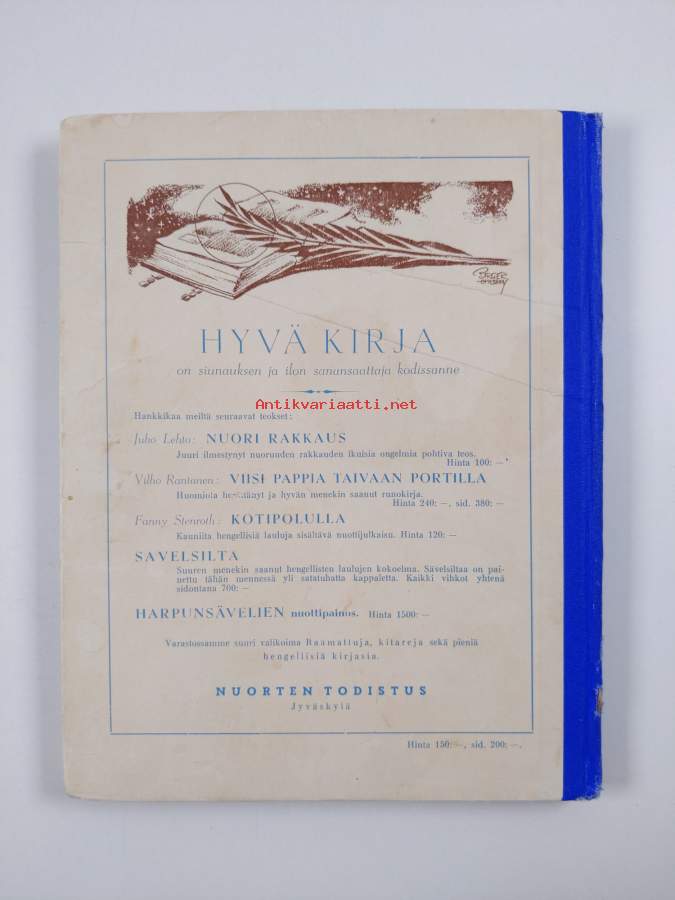 HYVÄ KIRJA
on siunauksen ja ilon sanansaattaja kodissanne
Antikvariaatti.net
Hankkikaa meiltä seuraavat teokset:
Juho Lehto: NUORI RAKKAUS
Juuri ilmestynyt nuoruuden rakkauden ikuisia ongelmia pohtiva teos.
Hinta 100: —
Vilho Rantanen: VIISI PAPPIA TAIVAAN PORTILLA
Huomiota herättänyt ja hyvän menekin saanut runokirja.
Hinta 240: —, sid. 380: —
Fanny Stenroth: KOTIPOLULLA
Kauniita hengellisiä lauluja sisältävä nuottijulkaisu. Hinta 120: —
SÄVELSILTA
Suuren menekin saanut hengellisten laulujen kokoelma. Sävelsiltaa on pai-
nettu tähän mennessä yli satatuhatta kappaletta. Kaikki vihkot yhtenä
sidontana 700: —
HARPUNSÄVELIEN nuottipainos. Hinta 1500: —
Varastossamme suuri valikoima Raamattuja, kitareja sekä pieniä
hengellisiä kirjasia.
NUORTEN TODISTUS
Jyväskylä
Hinta 150: —, sid. 200: —.